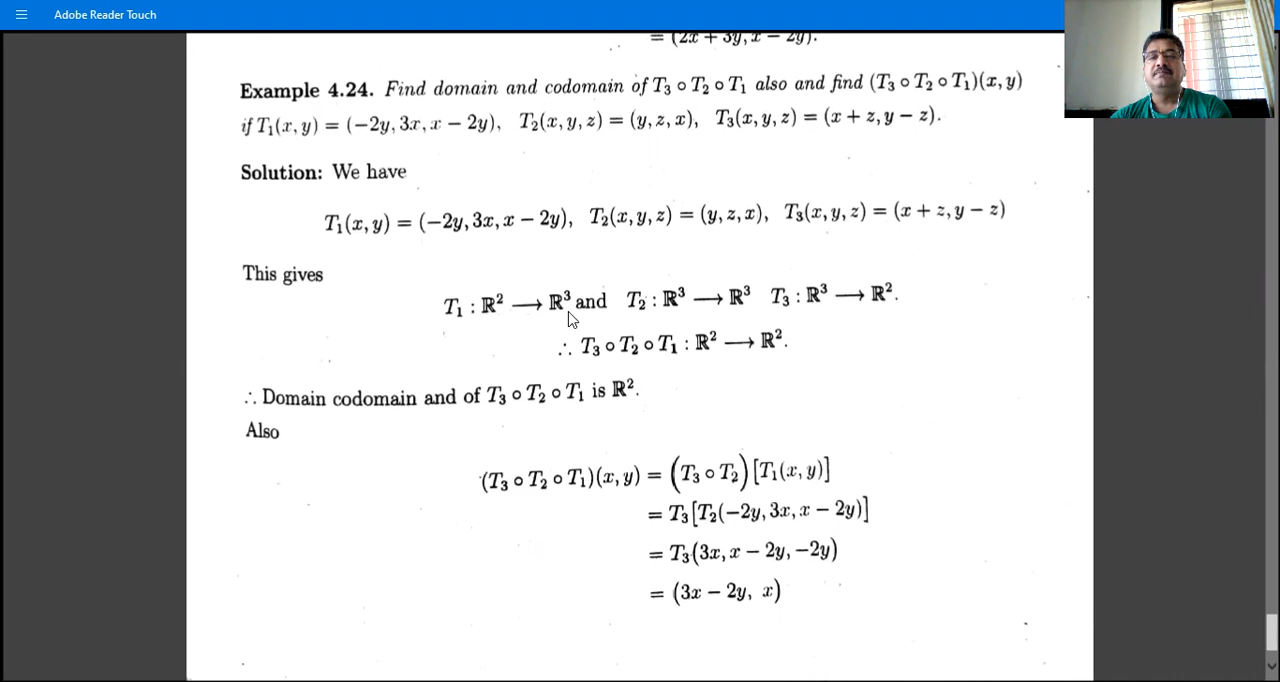 Adobe Reader Touch
= (2x + 3y, x − 2y).
Example 4.24. Find domain and codomain of T₃ ∘ T₂ ∘ T₁ also and find (T₃ ∘ T₂ ∘ T₁)(x, y)
if T₁(x, y) = (−2y, 3x, x − 2y), T₂(x, y, z) = (y, z, x), T₃(x, y, z) = (x + z, y − z).
Solution: We have
T₁(x, y) = (−2y, 3x, x − 2y), T₂(x, y, z) = (y, z, x), T₃(x, y, z) = (x + z, y − z)
This gives
T₁ : ℝ² ⟶ ℝ³ and T₂ : ℝ³ ⟶ ℝ³ T₃ : ℝ³ ⟶ ℝ².
∴ T₃ ∘ T₂ ∘ T₁ : ℝ² ⟶ ℝ².
∴ Domain codomain and of T₃ ∘ T₂ ∘ T₁ is ℝ².
Also
(T₃ ∘ T₂ ∘ T₁)(x, y) = (T₃ ∘ T₂)[T₁(x, y)]
= T₃[T₂(−2y, 3x, x − 2y)]
= T₃(3x, x − 2y, −2y)
= (3x − 2y, x)